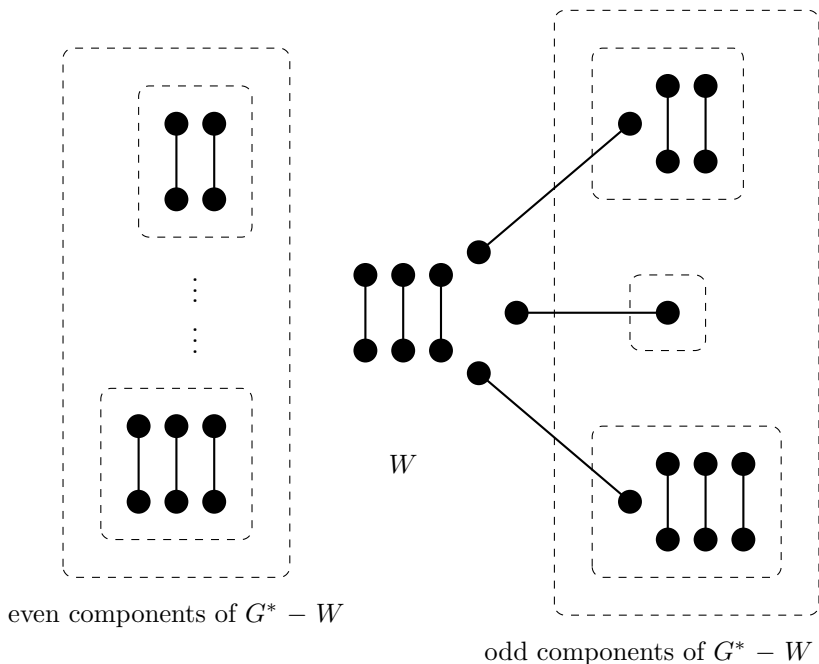 W
even components of G* − W
odd components of G* − W